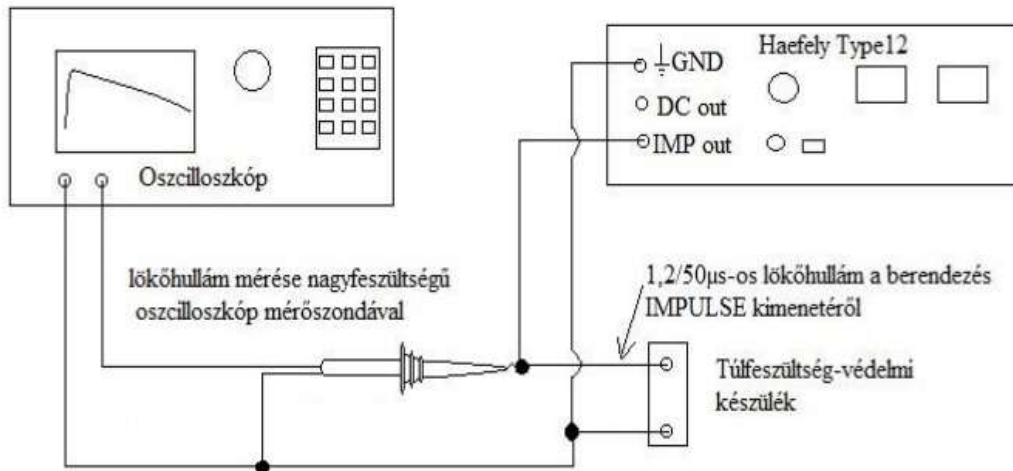 Haefely Type12
GND
DC out
IMP out
Oszcilloszkóp
lökőhullám mérése nagyfeszültségű
oszcilloszkóp mérőszondával
1,2/50μs-os lökőhullám a berendezés
IMPULSE kimenetéről
Túlfeszültség-védelmi
készülék